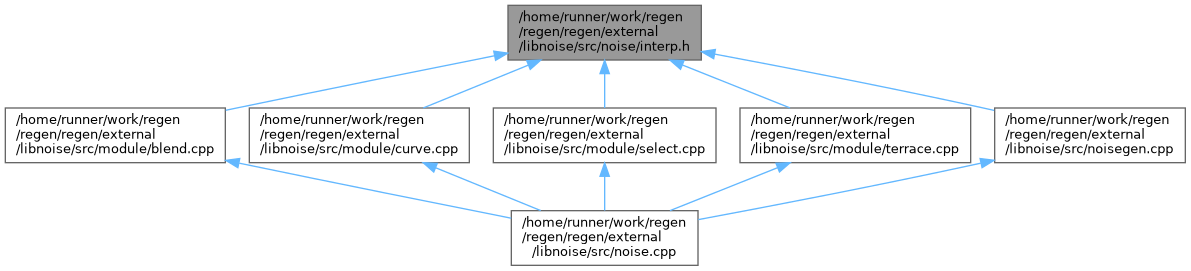 /home/runner/work/regen
/regen/regen/external
/libnoise/src/noise/interp.h
/home/runner/work/regen
/regen/regen/external
/libnoise/src/module/blend.cpp
/home/runner/work/regen
/regen/regen/external
/libnoise/src/module/curve.cpp
/home/runner/work/regen
/regen/regen/external
/libnoise/src/module/select.cpp
/home/runner/work/regen
/regen/regen/external
/libnoise/src/module/terrace.cpp
/home/runner/work/regen
/regen/regen/external
/libnoise/src/noisegen.cpp
/home/runner/work/regen
/regen/regen/external
/libnoise/src/noise.cpp